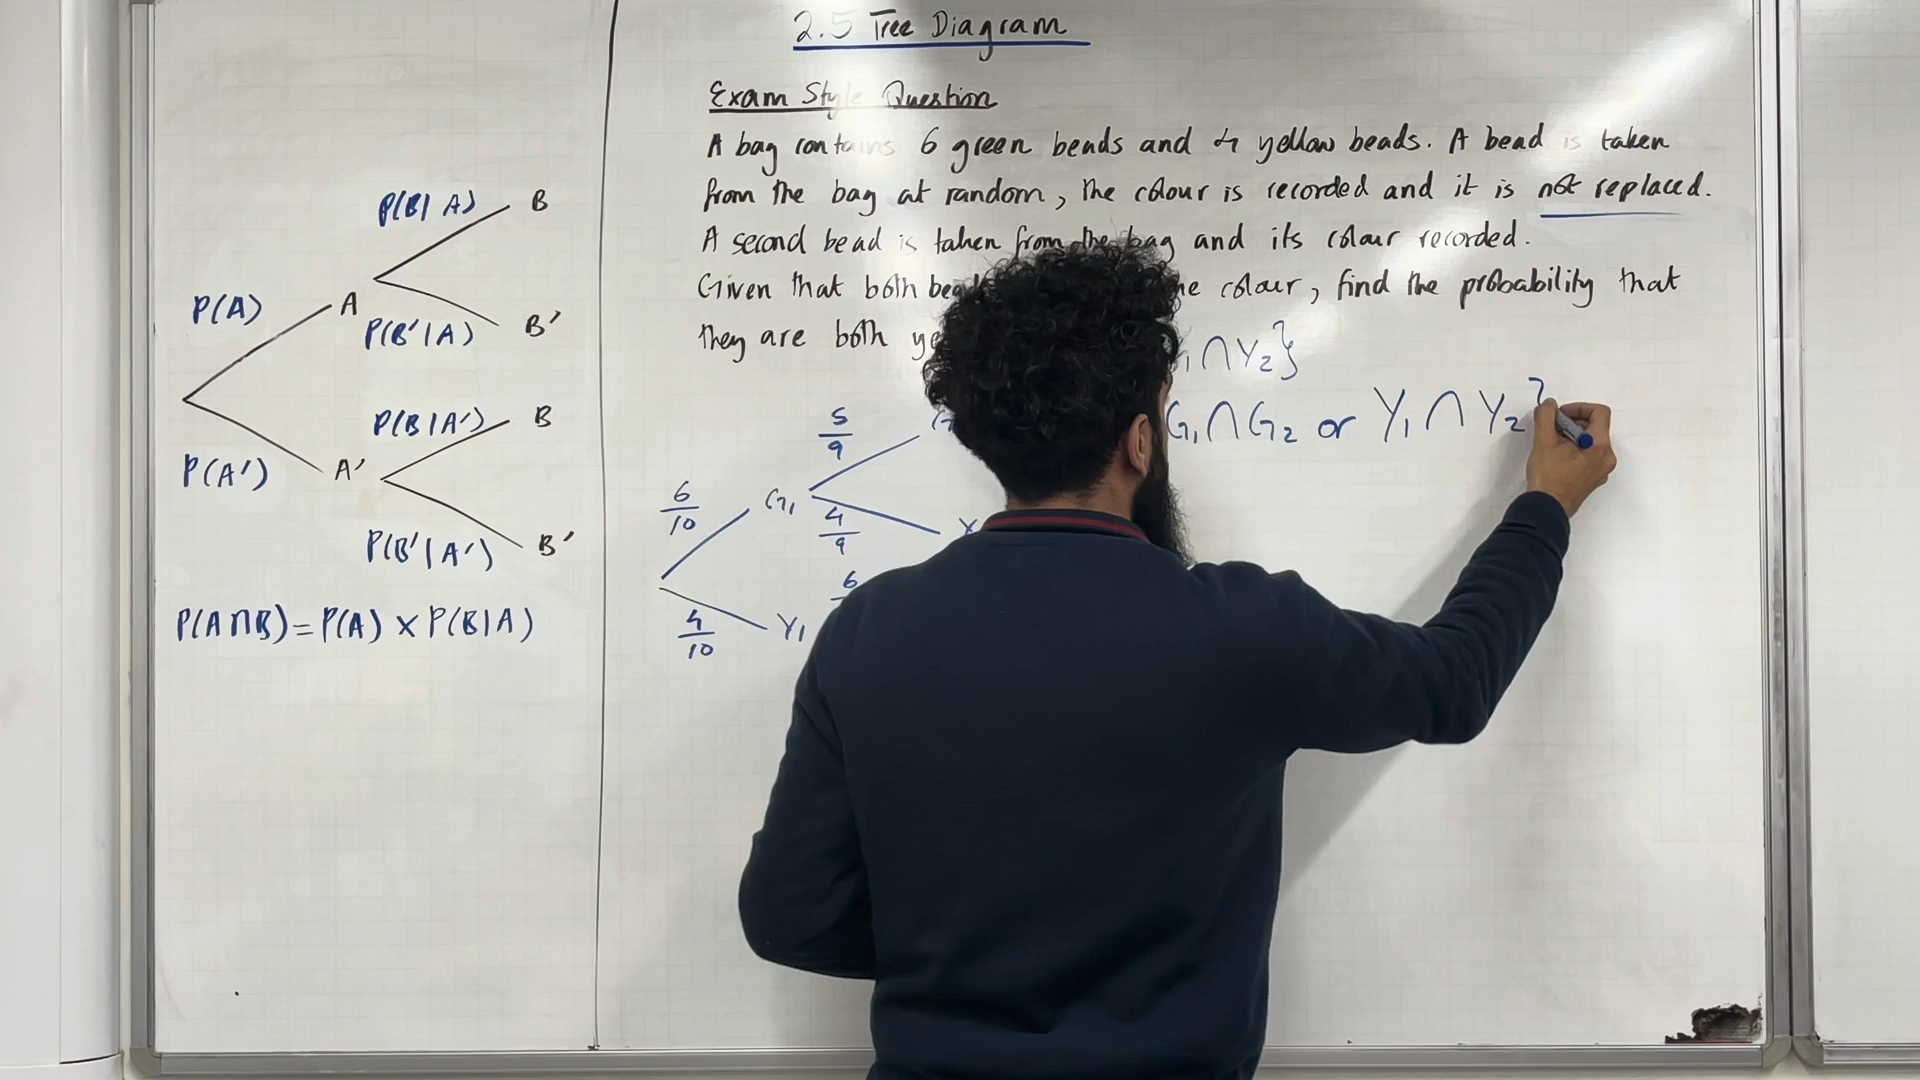 2.5 Tree Diagram
Exam Style Question
A bag contains 6 green beads and 4 yellow beads. A bead is taken
from the bag at random, the colour is recorded and it is not replaced.
A second bead is taken from the bag and its colour recorded.
Given that both colour, find the probability that
they are both
P(A)
A
P(B|A)
B
P(B'|A)
B'
P(A')
A'
P(B|A')
B
P(B'|A')
B'
P(A∩B) = P(A) × P(B|A)
6/10
G₁
5/9
4/9
4/10
Y₁
6
∩ Y₂}
G₁ ∩ G₂ or Y₁ ∩ Y₂}